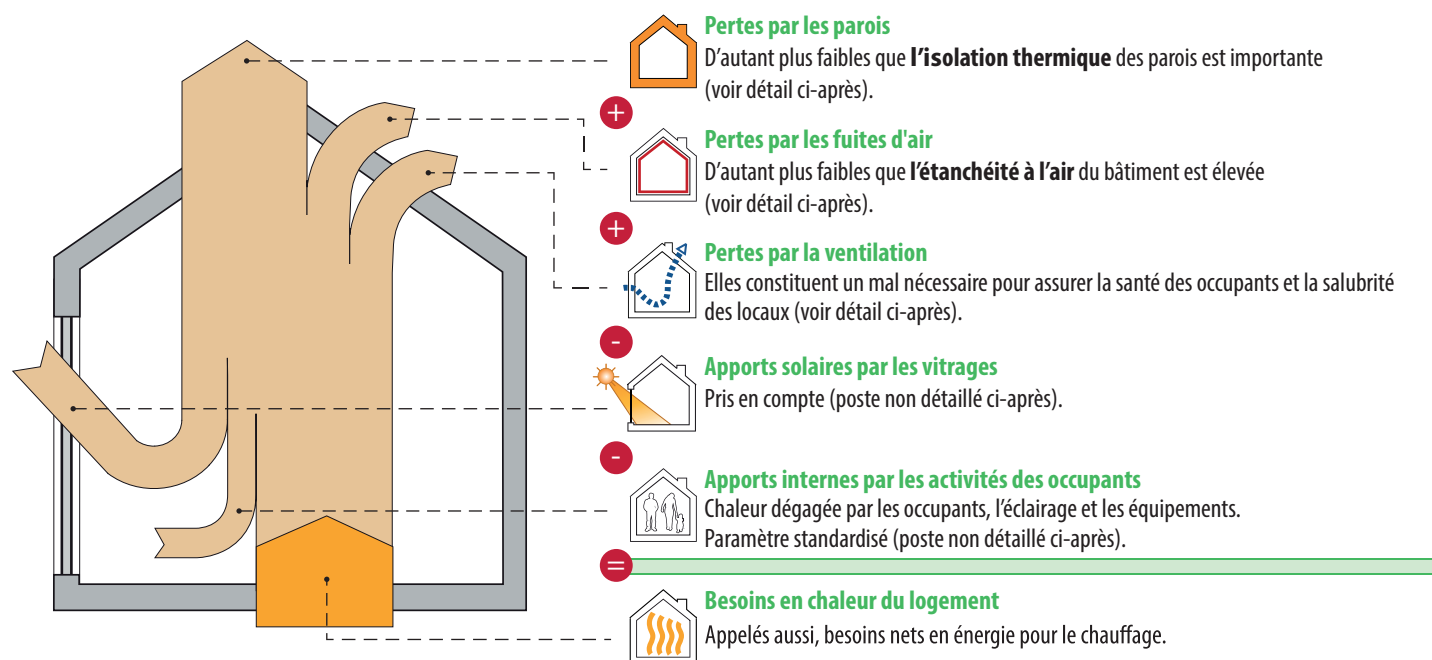 Pertes par les parois
D'autant plus faibles que l'isolation thermique des parois est importante
(voir détail ci-après).
+
Pertes par les fuites d'air
D'autant plus faibles que l'étanchéité à l'air du bâtiment est élevée
(voir détail ci-après).
+
Pertes par la ventilation
Elles constituent un mal nécessaire pour assurer la santé des occupants et la salubrité
des locaux (voir détail ci-après).
-
Apports solaires par les vitrages
Pris en compte (poste non détaillé ci-après).
-
Apports internes par les activités des occupants
Chaleur dégagée par les occupants, l'éclairage et les équipements.
Paramètre standardisé (poste non détaillé ci-après).
=
Besoins en chaleur du logement
Appelés aussi, besoins nets en énergie pour le chauffage.